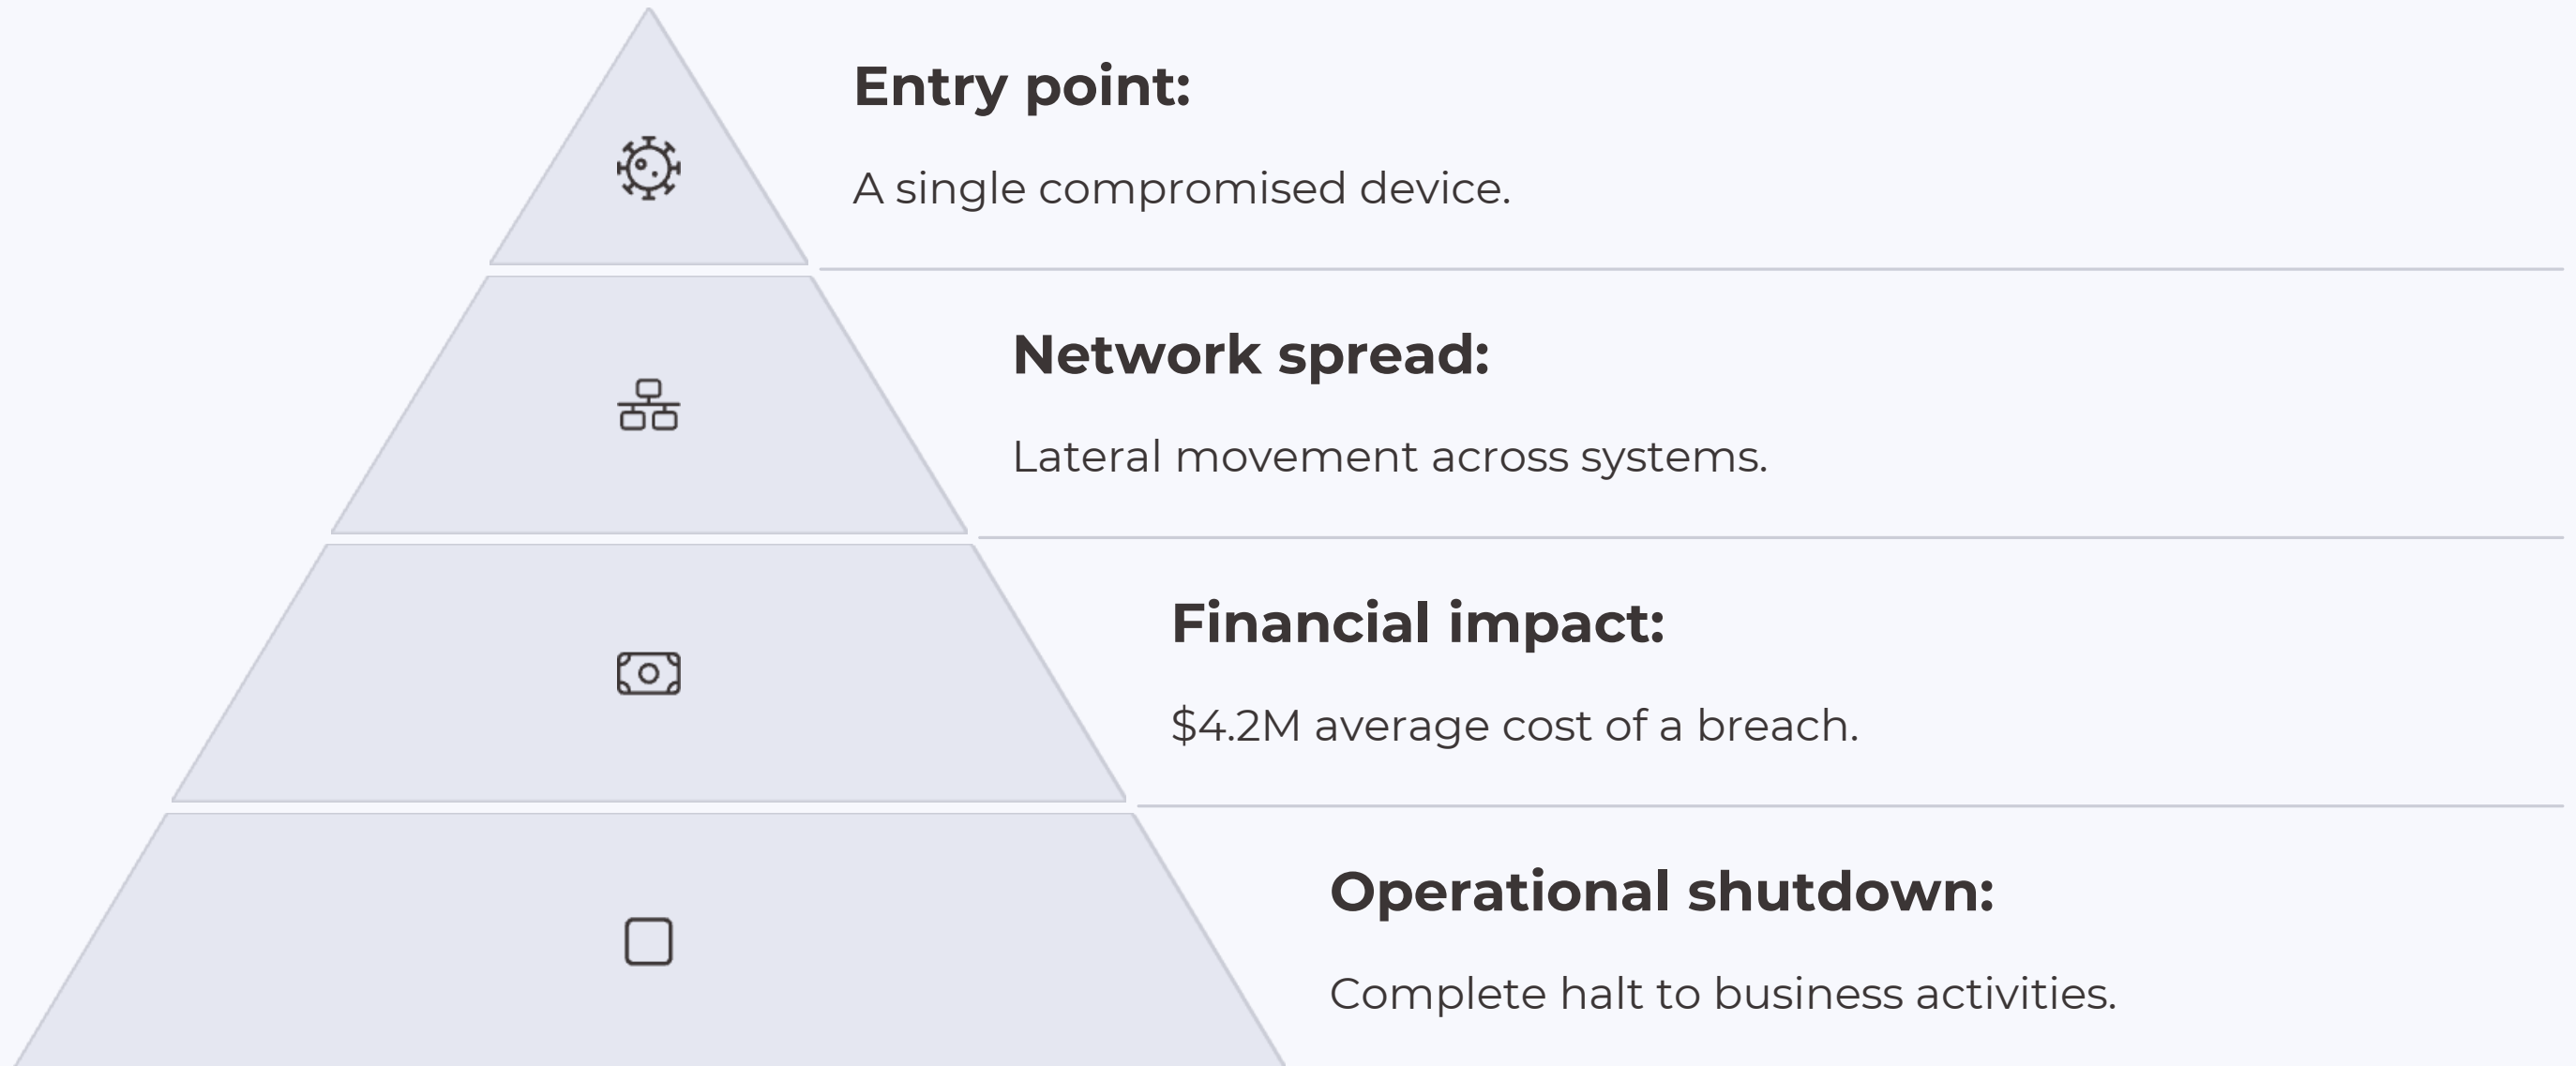 Entry point:
A single compromised device.
Network spread:
Lateral movement across systems.
Financial impact:
$4.2M average cost of a breach.
Operational shutdown:
Complete halt to business activities.